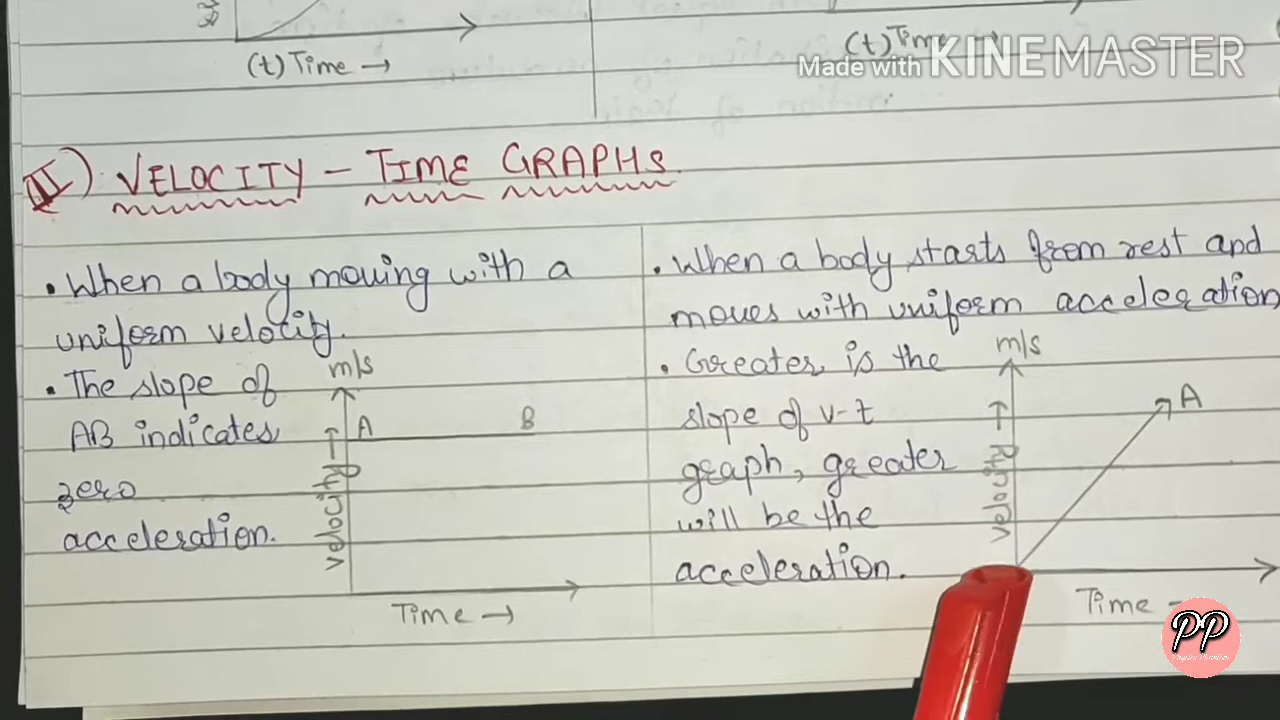 (t) Time →
(t) Time →
Made with KINEMASTER
II) VELOCITY - TIME GRAPHS.
• When a body moving with a
uniform velocity.
• The slope of
AB indicates
zero
acceleration.
m/s
A
B
velocity →
Time →
• When a body starts from rest and
moves with uniform acceleration
• Greater is the
slope of v-t
graph, greater
will be the
acceleration.
m/s
A
velocity →
Time →
PP